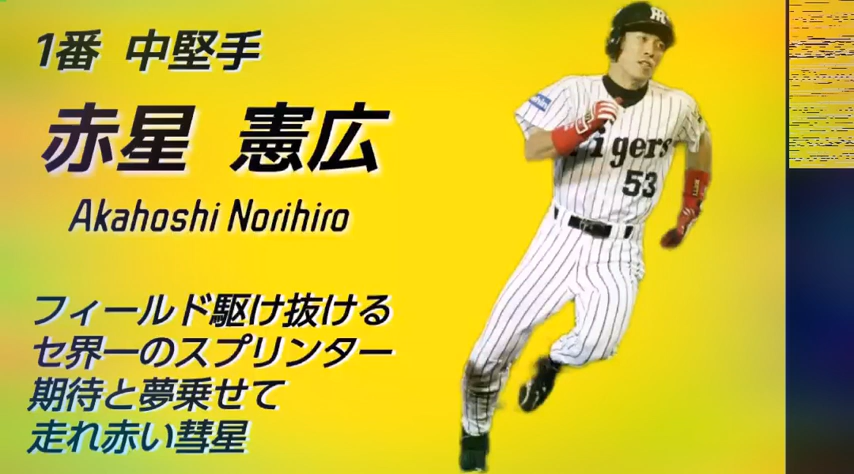 1番 中堅手
赤星 憲広
Akahoshi Norihiro
フィールド駆け抜ける
セ界一のスプリンター
期待と夢乗せて
走れ赤い彗星
Tigers
53